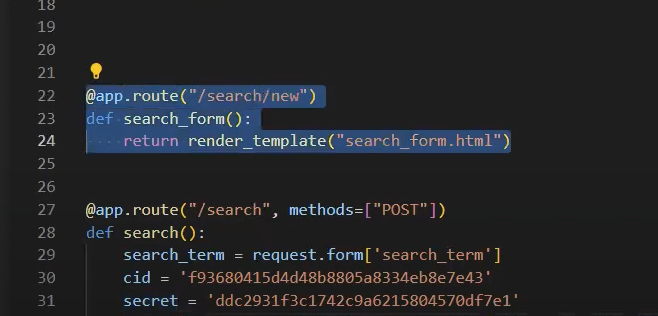 18
19
20
21
22 @app.route("/search/new")
23 def search_form():
24     return render_template("search_form.html")
25
26
27 @app.route("/search", methods=["POST"])
28 def search():
29     search_term = request.form['search_term']
30     cid = 'f93680415d4d48b8805a8334eb8e7e43'
31     secret = 'ddc2931f3c1742c9a6215804570df7e1'